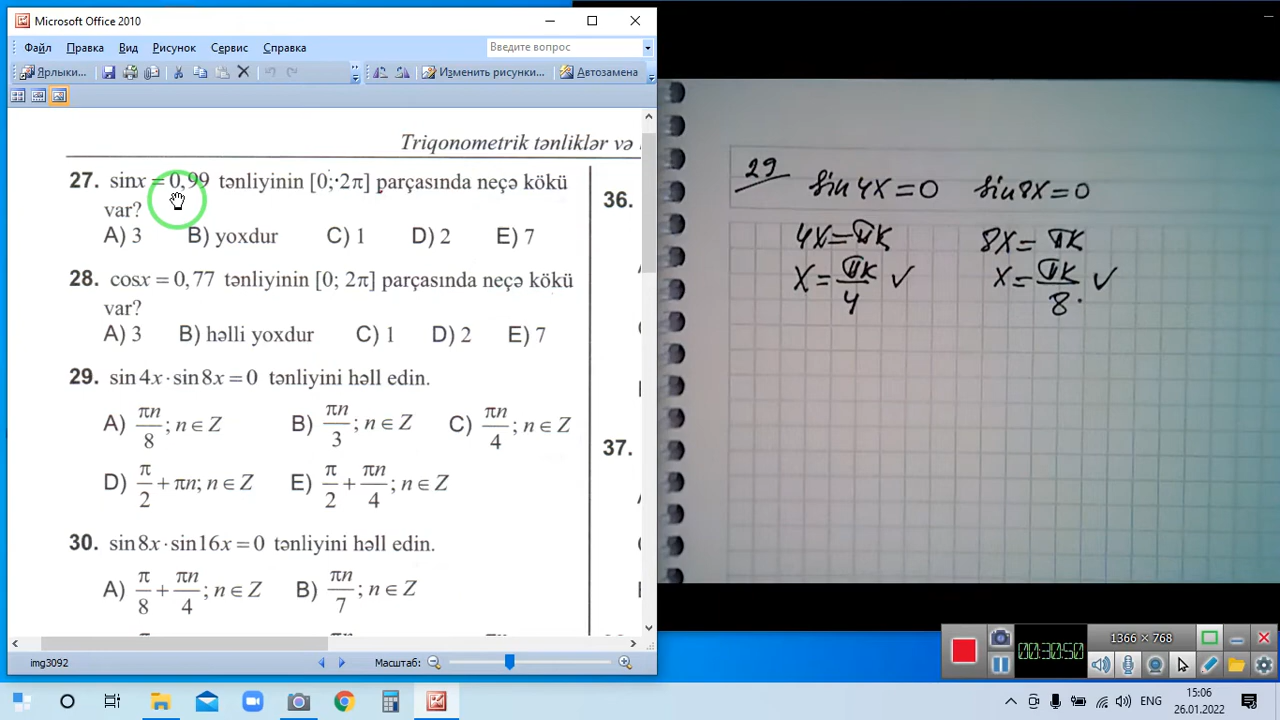 Microsoft Office 2010
Файл Правка Вид Рисунок Сервис Справка
Введите вопрос
Ярлыки...
Изменить рисунки...
Автозамена
Triqonometrik tənliklər və
27. sinx = 0,99 tənliyinin [0; 2π] parçasında neçə kökü
var?
A) 3 B) yoxdur C) 1 D) 2 E) 7
28. cosx = 0,77 tənliyinin [0; 2π] parçasında neçə kökü
var?
A) 3 B) həlli yoxdur C) 1 D) 2 E) 7
29. sin4x·sin8x=0 tənliyini həll edin.
A) πn/8; n∈Z B) πn/3; n∈Z C) πn/4; n∈Z
D) π/2+πn; n∈Z E) π/2+πn/4; n∈Z
30. sin8x·sin16x=0 tənliyini həll edin.
A) π/8+πn/4; n∈Z B) πn/7; n∈Z
36.
37.
img3092
Масштаб:
29
sin4x=0 sin8x=0
4x=πk 8x=πk
x=πk/4 ✓ x=πk/8 ✓
1366 × 768
00:30:50
ENG
15:06
26.01.2022